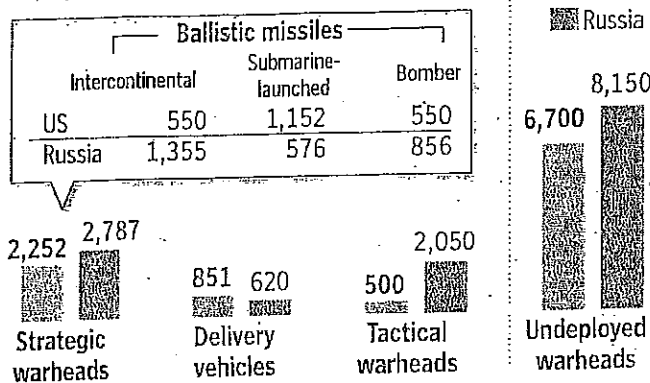 Ballistic missiles
Intercontinental Submarine-launched Bomber
US 550 1,152 550
Russia 1,355 576 856
Russia
2,252 2,787
Strategic warheads
851 620
Delivery vehicles
500 2,050
Tactical warheads
6,700 8,150
Undeployed warheads